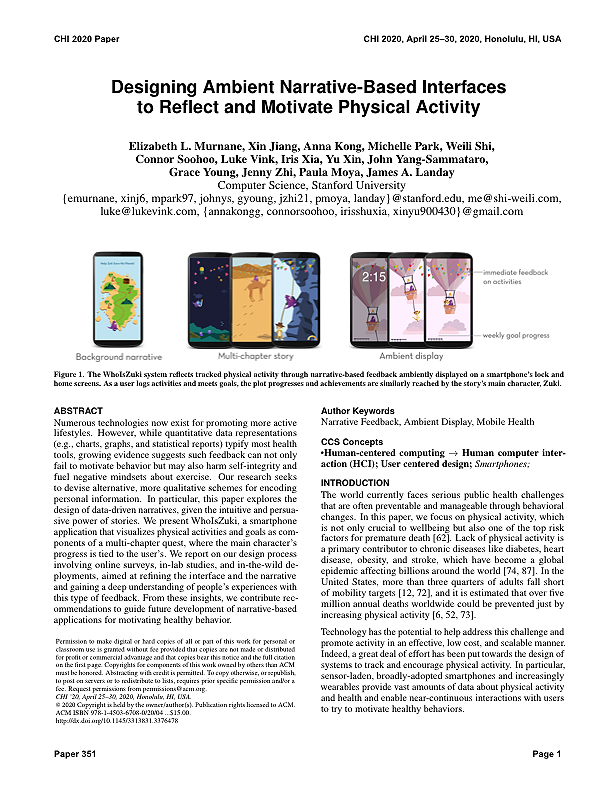 CHI 2020 Paper
CHI 2020, April 25–30, 2020, Honolulu, HI, USA
Designing Ambient Narrative-Based Interfaces
to Reflect and Motivate Physical Activity
Elizabeth L. Murnane, Xin Jiang, Anna Kong, Michelle Park, Weili Shi,
Connor Soohoo, Luke Vink, Iris Xia, Yu Xin, John Yang-Sammataro,
Grace Young, Jenny Zhi, Paula Moya, James A. Landay
Computer Science, Stanford University
{emurnane, xinj6, mpark97, johnys, gyoung, jzhi21, pmoya, landay}@stanford.edu, me@shi-weili.com,
luke@lukevink.com, {annakongg, connorsoohoo, irisshuxia, xinyu900430}@gmail.com
2:15
immediate feedback
on activities
weekly goal progress
Background narrative
Multi-chapter story
Ambient display
Figure 1. The WhoIsZuki system reflects tracked physical activity through narrative-based feedback ambiently displayed on a smartphone's lock and
home screens. As a user logs activities and meets goals, the plot progresses and achievements are similarly reached by the story's main character, Zuki.
ABSTRACT
Numerous technologies now exist for promoting more active
lifestyles. However, while quantitative data representations
(e.g., charts, graphs, and statistical reports) typify most health
tools, growing evidence suggests such feedback can not only
fail to motivate behavior but may also harm self-integrity and
fuel negative mindsets about exercise. Our research seeks
to devise alternative, more qualitative schemes for encoding
personal information. In particular, this paper explores the
design of data-driven narratives, given the intuitive and persua-
sive power of stories. We present WhoIsZuki, a smartphone
application that visualizes physical activities and goals as com-
ponents of a multi-chapter quest, where the main character's
progress is tied to the user's. We report on our design process
involving online surveys, in-lab studies, and in-the-wild de-
ployments, aimed at refining the interface and the narrative
and gaining a deep understanding of people's experiences with
this type of feedback. From these insights, we contribute rec-
ommendations to guide future development of narrative-based
applications for motivating healthy behavior.
Permission to make digital or hard copies of all or part of this work for personal or
classroom use is granted without fee provided that copies are not made or distributed
for profit or commercial advantage and that copies bear this notice and the full citation
on the first page. Copyrights for components of this work owned by others than ACM
must be honored. Abstracting with credit is permitted. To copy otherwise, or republish,
to post on servers or to redistribute to lists, requires prior specific permission and/or a
fee. Request permissions from permissions@acm.org.
CHI '20, April 25–30, 2020, Honolulu, HI, USA.
© 2020 Copyright is held by the owner/author(s). Publication rights licensed to ACM.
ACM ISBN 978-1-4503-6708-0/20/04 ...$15.00.
http://dx.doi.org/10.1145/3313831.3376478
Author Keywords
Narrative Feedback, Ambient Display, Mobile Health
CCS Concepts
•Human-centered computing → Human computer inter-
action (HCI); User centered design; Smartphones;
INTRODUCTION
The world currently faces serious public health challenges
that are often preventable and manageable through behavioral
changes. In this paper, we focus on physical activity, which
is not only crucial to wellbeing but also one of the top risk
factors for premature death [62]. Lack of physical activity is
a primary contributor to chronic diseases like diabetes, heart
disease, obesity, and stroke, which have become a global
epidemic affecting billions around the world [74, 87]. In the
United States, more than three quarters of adults fall short
of mobility targets [12, 72], and it is estimated that over five
million annual deaths worldwide could be prevented just by
increasing physical activity [6, 52, 73].
Technology has the potential to help address this challenge and
promote activity in an effective, low cost, and scalable manner.
Indeed, a great deal of effort has been put towards the design of
systems to track and encourage physical activity. In particular,
sensor-laden, broadly-adopted smartphones and increasingly
wearables provide vast amounts of data about physical activity
and health and enable near-continuous interactions with users
to try to motivate healthy behaviors.
Paper 351
Page 1